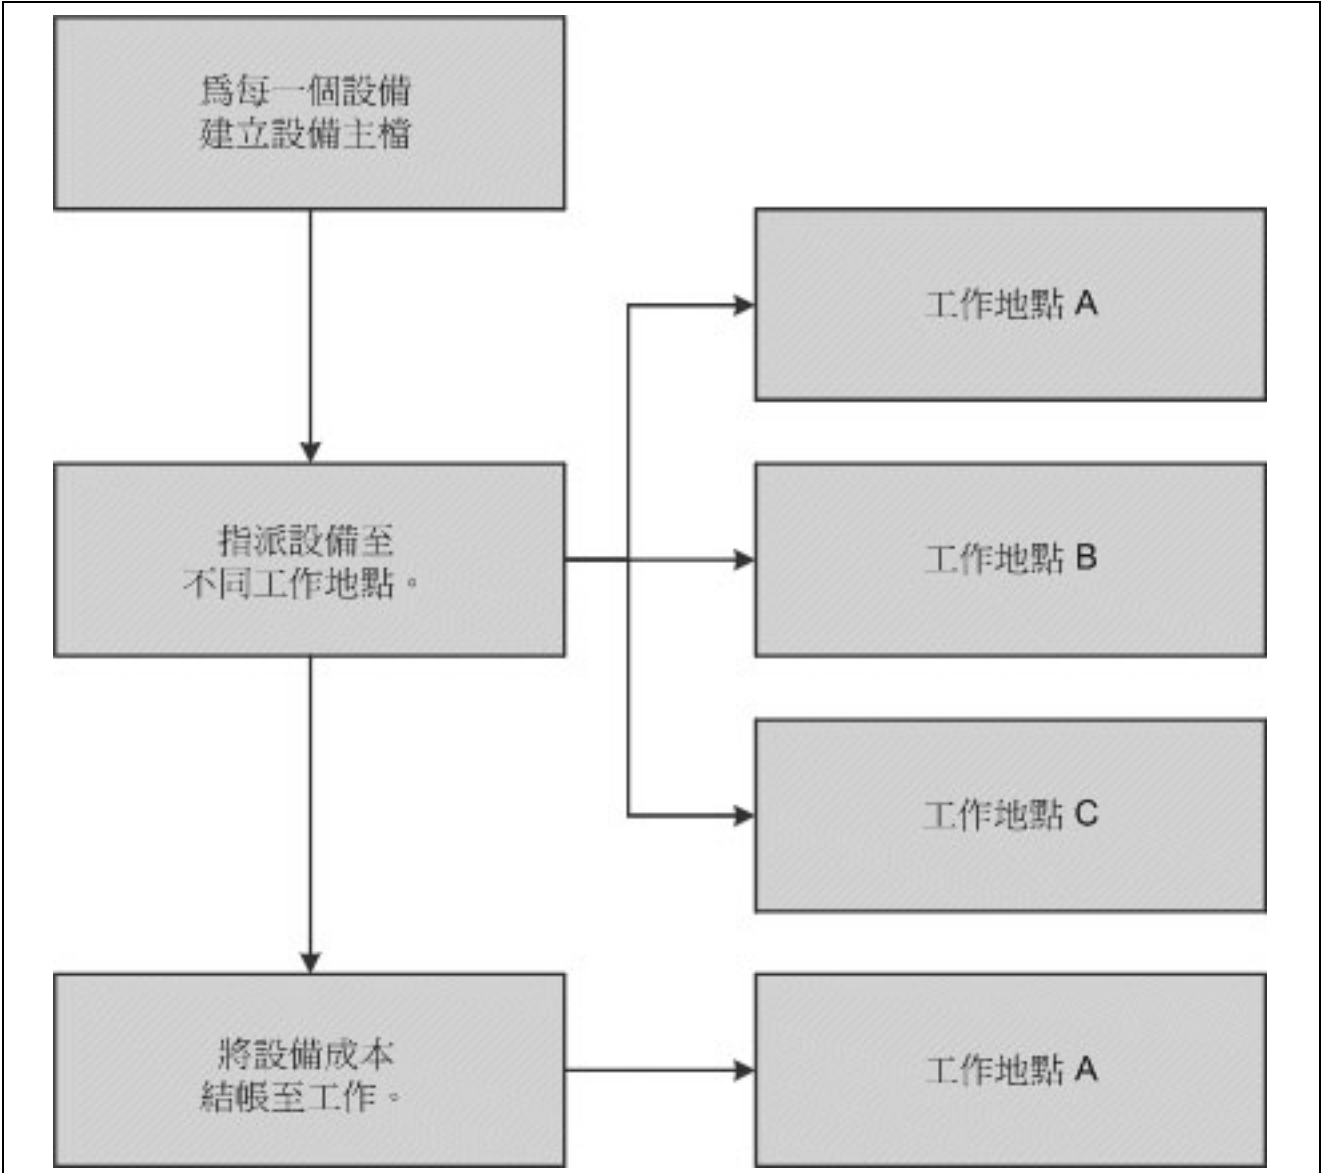 爲每一個設備
建立設備主檔
工作地點 A
指派設備至
不同工作地點。
工作地點 B
工作地點 C
將設備成本
結帳至工作。
工作地點 A